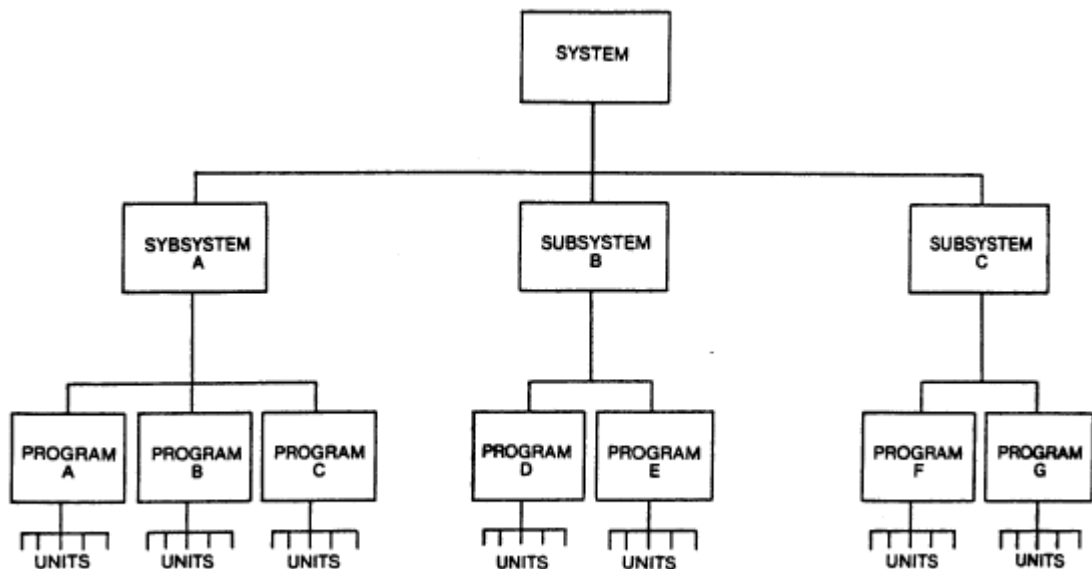 SYSTEM
SYBSYSTEM
A
SUBSYSTEM
B
SUBSYSTEM
C
PROGRAM
A
PROGRAM
B
PROGRAM
C
PROGRAM
D
PROGRAM
E
PROGRAM
F
PROGRAM
G
UNITS
UNITS
UNITS
UNITS
UNITS
UNITS
UNITS